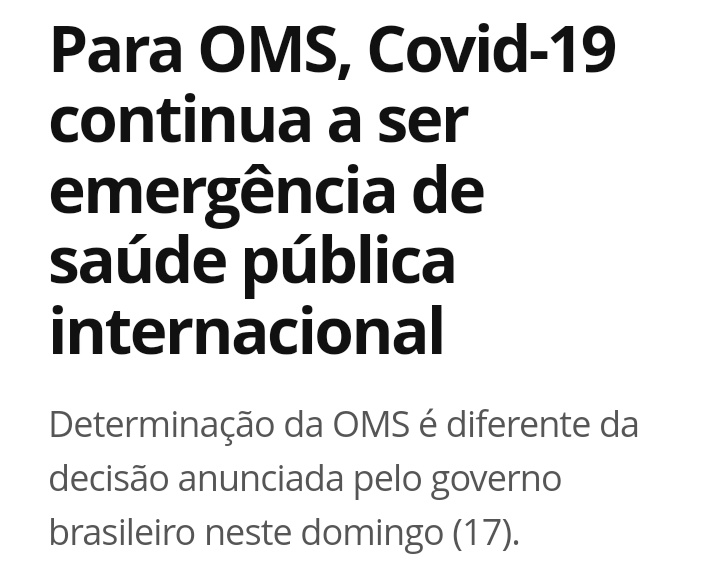 Para OMS, Covid-19
continua a ser
emergência de
saúde pública
internacional
Determinação da OMS é diferente da
decisão anunciada pelo governo
brasileiro neste domingo (17).